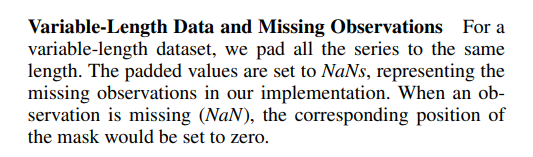 Variable-Length Data and Missing Observations For a
variable-length dataset, we pad all the series to the same
length. The padded values are set to NaNs, representing the
missing observations in our implementation. When an ob-
servation is missing (NaN), the corresponding position of
the mask would be set to zero.